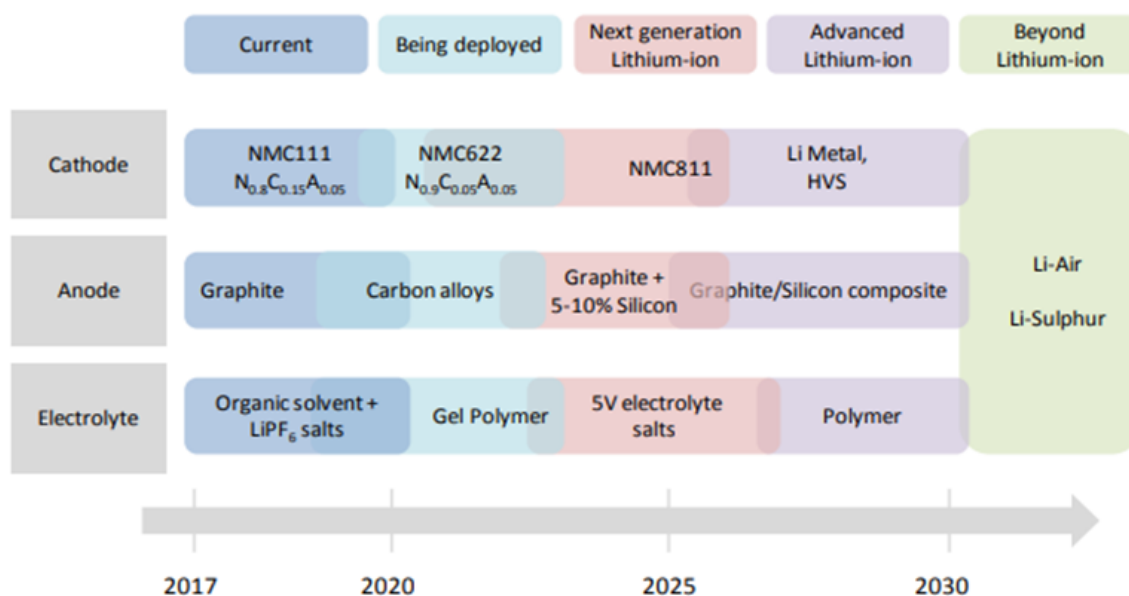 Current
Being deployed
Next generation
Lithium-ion
Advanced
Lithium-ion
Beyond
Lithium-ion
Cathode
NMC111
N₀.₈C₀.₁₅A₀.₀₅
NMC622
N₀.₉C₀.₀₅A₀.₀₅
NMC811
Li Metal,
HVS
Anode
Graphite
Carbon alloys
Graphite +
5-10% Silicon
Graphite/Silicon composite
Li-Air
Li-Sulphur
Electrolyte
Organic solvent +
LiPF₆ salts
Gel Polymer
5V electrolyte
salts
Polymer
2017
2020
2025
2030